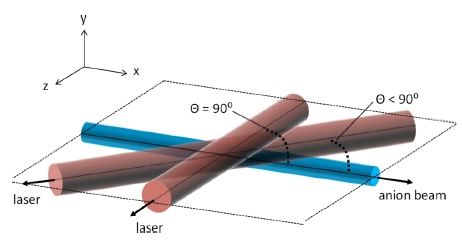 y
x
z
Θ = 90⁰
Θ < 90⁰
laser
laser
anion beam